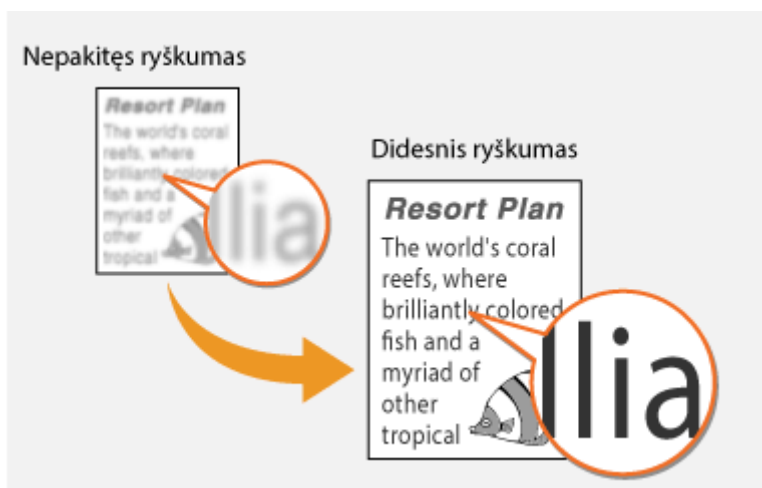 Nepakitęs ryškumas
Resort Plan
The world's coral
reefs, where
brilliantly colored
fish and a
myriad of
other
tropical
lia
Didesnis ryškumas
Resort Plan
The world's coral
reefs, where
brilliantly colored
fish and a
myriad of
other
tropical
llia